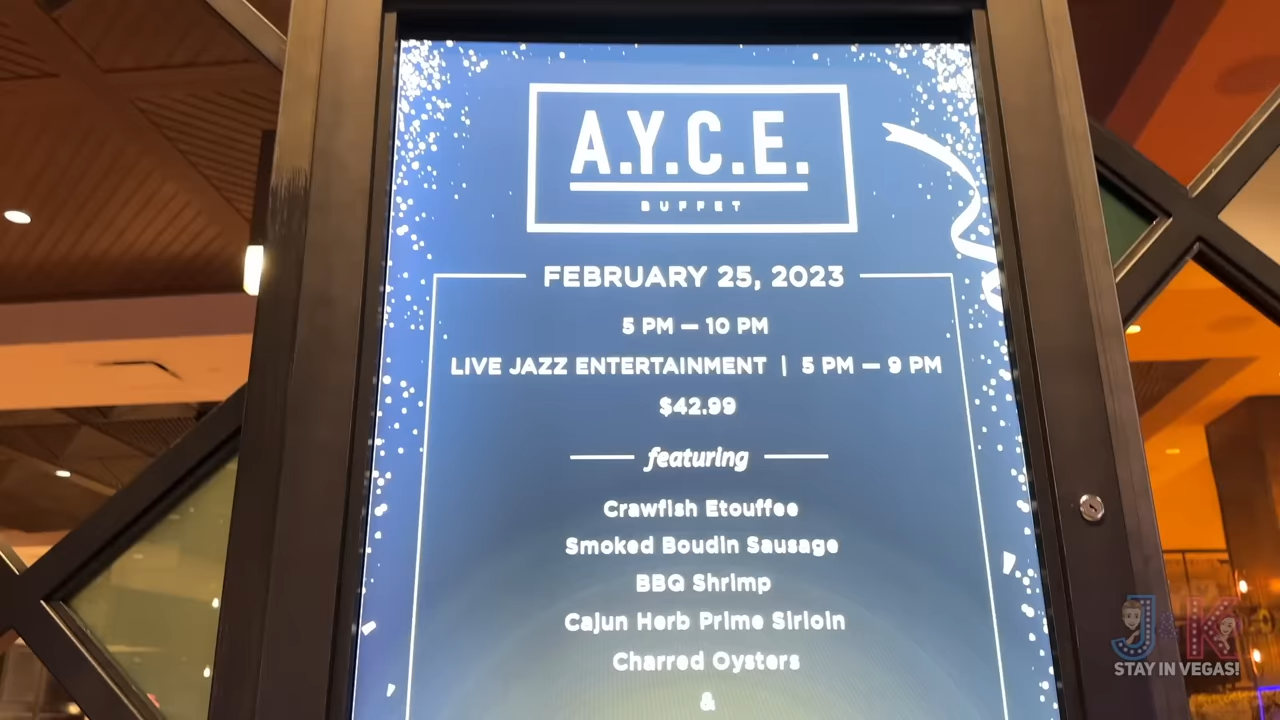 A.Y.C.E.
BUFFET
FEBRUARY 25, 2023
5 PM — 10 PM
LIVE JAZZ ENTERTAINMENT | 5 PM — 9 PM
$42.99
featuring
Crawfish Etouffee
Smoked Boudin Sausage
BBQ Shrimp
Cajun Herb Prime Sirloin
Charred Oysters
&
J&K
STAY IN VEGAS!